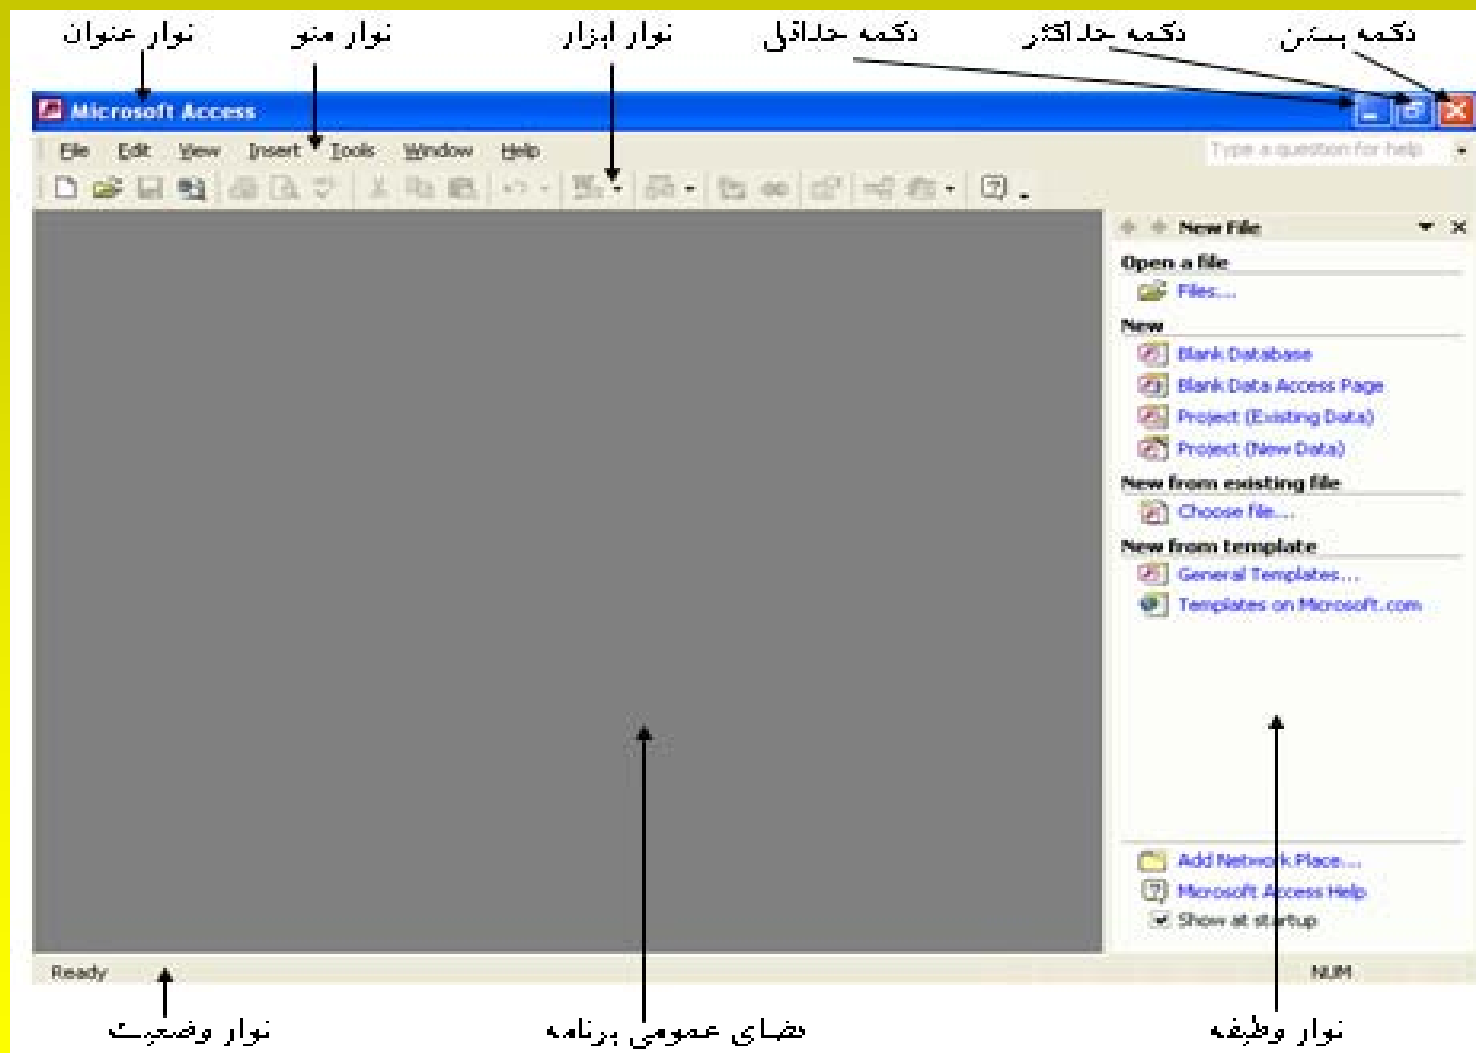 نوار عنوان
نوار منو
نوار ابزار
دکمه حداقل
دکمه حداکثر
دکمه بستن
Microsoft Access
File Edit View Insert Tools Window Help
Type a question for help
New File
Open a file
Files...
New
Blank Database
Blank Data Access Page
Project (Existing Data)
Project (New Data)
New from existing file
Choose file...
New from template
General Templates...
Templates on Microsoft.com
Add Network Place...
Microsoft Access Help
Show at startup
Ready
NUM
نوار وضعیت
فضای عمومی برنامه
نوار وظیفه